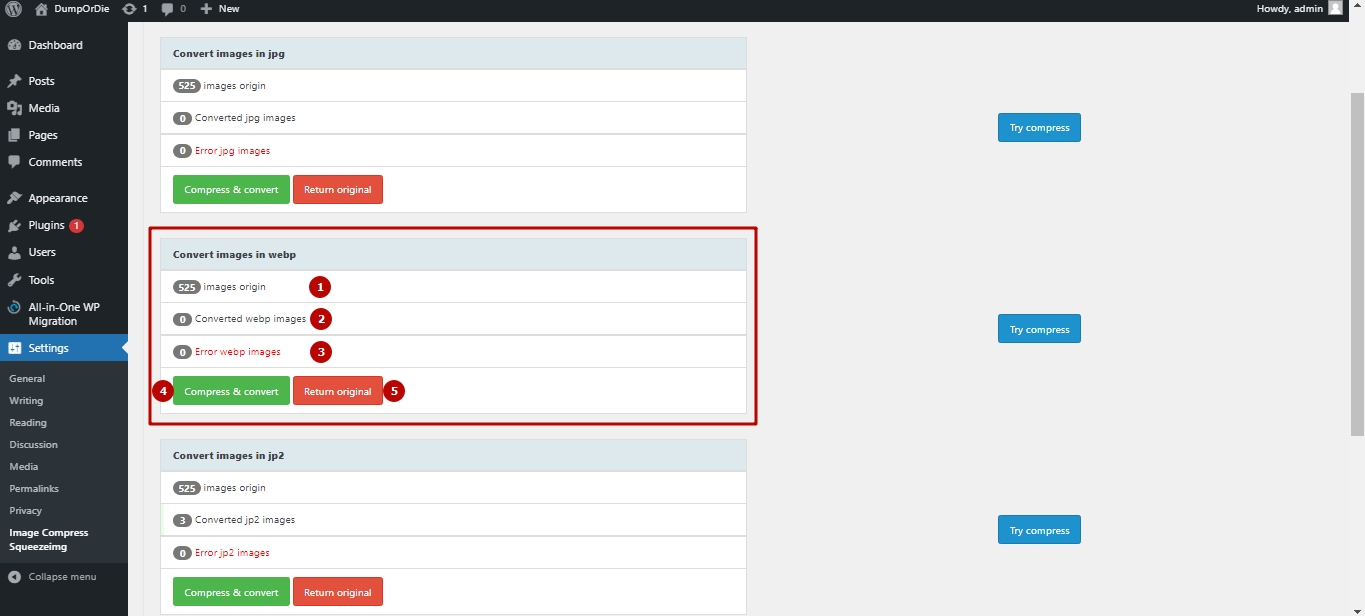 DumpOrDie 1 0 New Howdy, admin
Dashboard
Posts
Media
Pages
Comments
Appearance
Plugins 1
Users
Tools
All-in-One WP
Migration
Settings
General
Writing
Reading
Discussion
Media
Permalinks
Privacy
Image Compress
Squeezeimg
Collapse menu
Convert images in jpg
525 images origin
0 Converted jpg images
0 Error jpg images
Compress & convert Return original
Try compress
Convert images in webp
525 images origin 1
0 Converted webp images 2
0 Error webp images 3
4 Compress & convert Return original 5
Try compress
Convert images in jp2
525 images origin
3 Converted jp2 images
0 Error jp2 images
Compress & convert Return original
Try compress